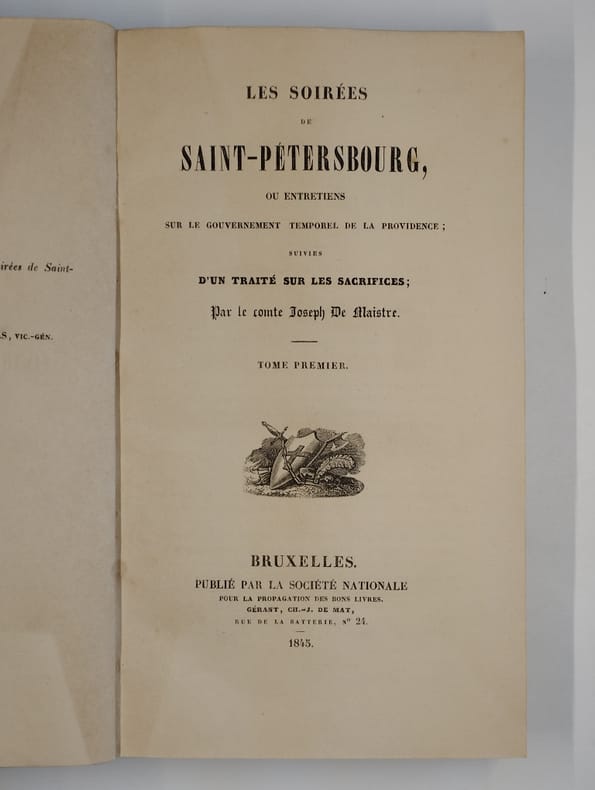 irées de Saint-
S, VIC.-GÉN.
LES SOIRÉES
DE
SAINT-PÉTERSBOURG,
OU ENTRETIENS
SUR LE GOUVERNEMENT TEMPOREL DE LA PROVIDENCE ;
SUIVIES
D'UN TRAITÉ SUR LES SACRIFICES;
Par le comte Joseph De Maistre.
TOME PREMIER.
BRUXELLES.
PUBLIÉ PAR LA SOCIÉTÉ NATIONALE
POUR LA PROPAGATION DES BONS LIVRES.
GÉRANT, CH.-J. DE MAT,
RUE DE LA BATTERIE, Nº 24.
1845.